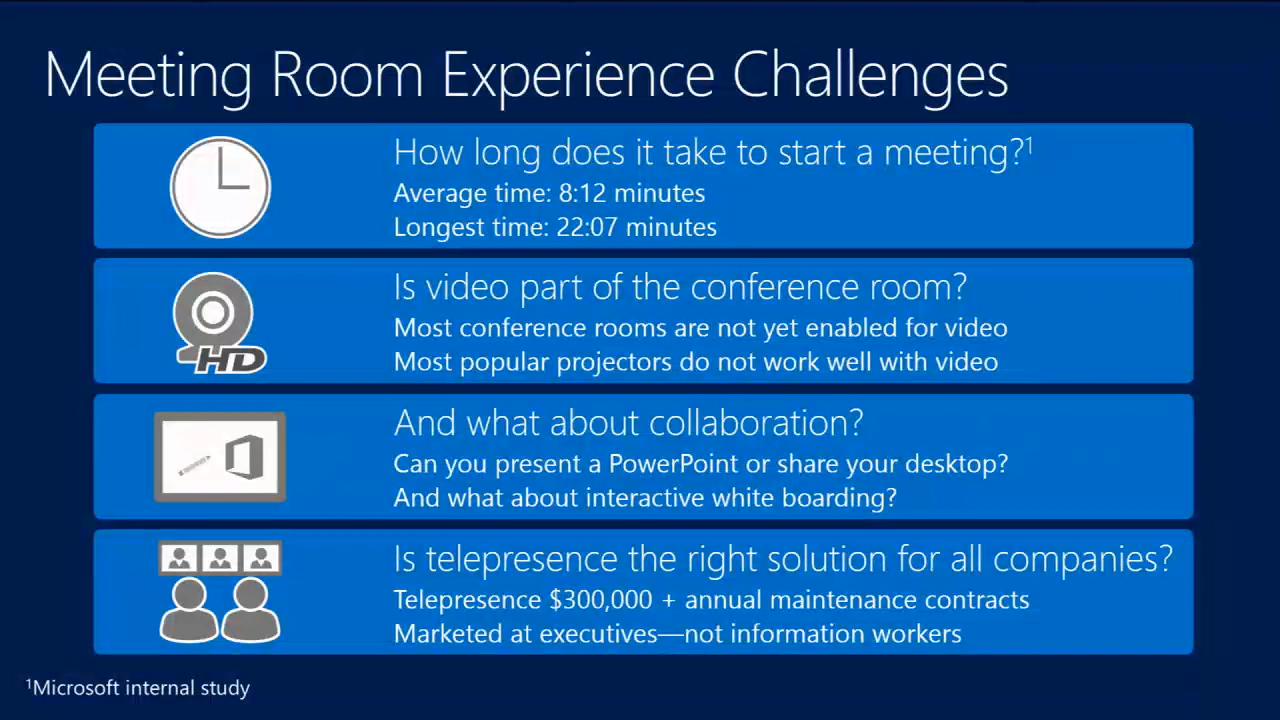 Meeting Room Experience Challenges
How long does it take to start a meeting?¹
Average time: 8:12 minutes
Longest time: 22:07 minutes
HD
Is video part of the conference room?
Most conference rooms are not yet enabled for video
Most popular projectors do not work well with video
And what about collaboration?
Can you present a PowerPoint or share your desktop?
And what about interactive white boarding?
Is telepresence the right solution for all companies?
Telepresence $300,000 + annual maintenance contracts
Marketed at executives—not information workers
¹Microsoft internal study